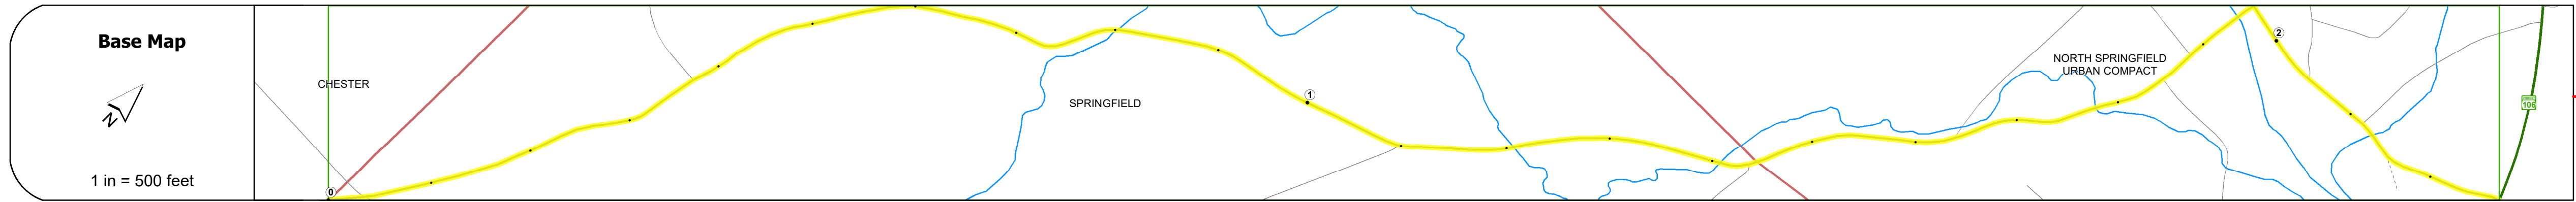 Base Map
N
1 in = 500 feet
CHESTER
0
SPRINGFIELD
1
NORTH SPRINGFIELD
URBAN COMPACT
2
106